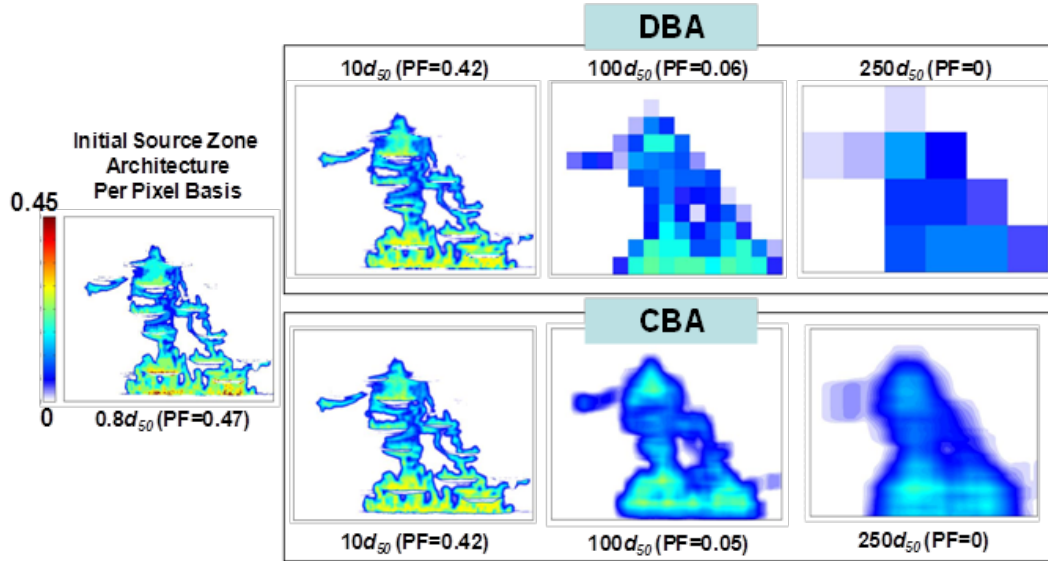 DBA
10d50 (PF=0.42)
100d50 (PF=0.06)
250d50 (PF=0)
Initial Source Zone
Architecture
Per Pixel Basis
0.45
0
0.8d50 (PF=0.47)
CBA
10d50 (PF=0.42)
100d50 (PF=0.05)
250d50 (PF=0)